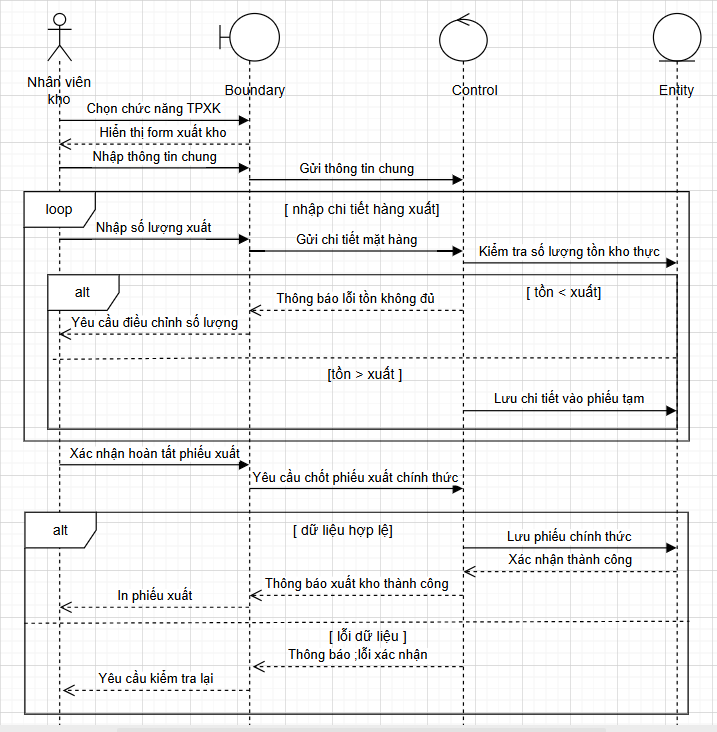 Nhân viên
kho
Boundary
Control
Entity
Chọn chức năng TPXK
Hiển thị form xuất kho
Nhập thông tin chung
Gửi thông tin chung
loop
[ nhập chi tiết hàng xuất]
Nhập số lượng xuất
Gửi chi tiết mặt hàng
Kiểm tra số lượng tồn kho thực
alt
[ tồn < xuất]
Thông báo lỗi tồn không đủ
Yêu cầu điều chỉnh số lượng
[tồn > xuất ]
Lưu chi tiết vào phiếu tạm
Xác nhận hoàn tất phiếu xuất
Yêu cầu chốt phiếu xuất chính thức
alt
[ dữ liệu hợp lệ]
Lưu phiếu chính thức
Xác nhận thành công
Thông báo xuất kho thành công
In phiếu xuất
[ lỗi dữ liệu ]
Thông báo ;lỗi xác nhận
Yêu cầu kiểm tra lại